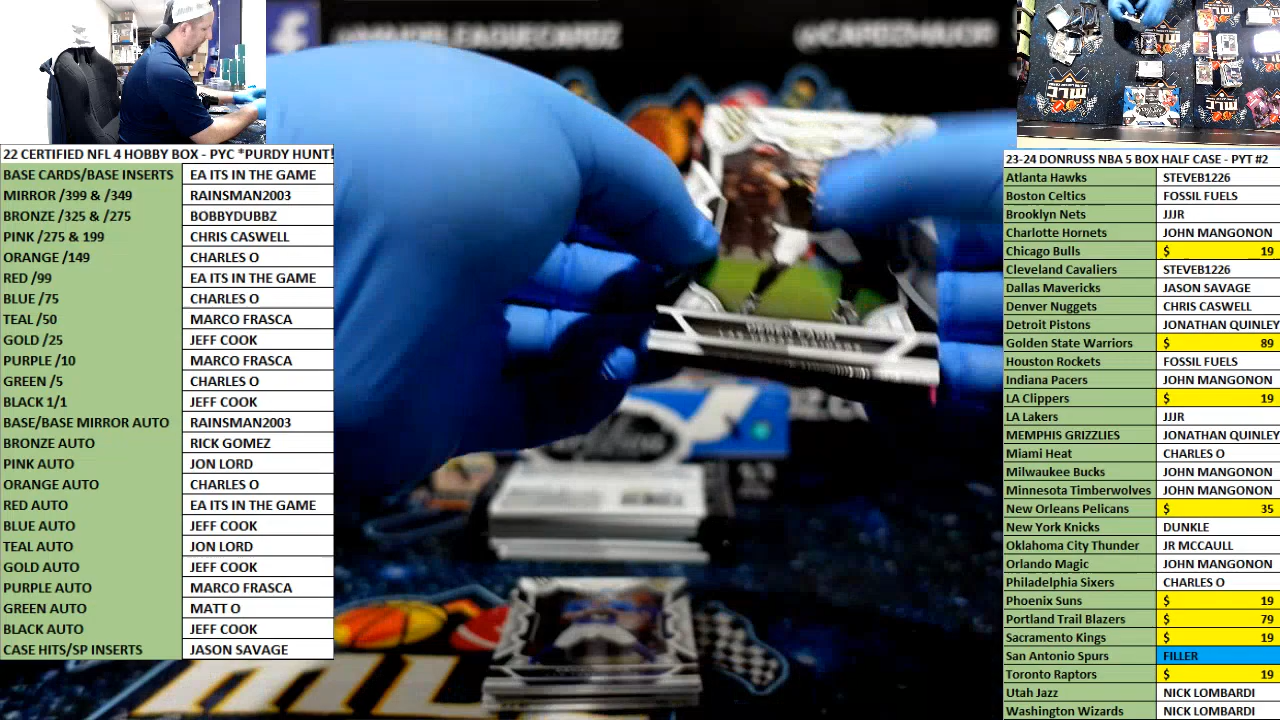 22 CERTIFIED NFL 4 HOBBY BOX - PYC *PURDY HUNT!
BASE CARDS/BASE INSERTS EA ITS IN THE GAME
MIRROR /399 & /349 RAINSMAN2003
BRONZE /325 & /275 BOBBYDUBBZ
PINK /275 & 199 CHRIS CASWELL
ORANGE /149 CHARLES O
RED /99 EA ITS IN THE GAME
BLUE /75 CHARLES O
TEAL /50 MARCO FRASCA
GOLD /25 JEFF COOK
PURPLE /10 MARCO FRASCA
GREEN /5 CHARLES O
BLACK 1/1 JEFF COOK
BASE/BASE MIRROR AUTO RAINSMAN2003
BRONZE AUTO RICK GOMEZ
PINK AUTO JON LORD
ORANGE AUTO CHARLES O
RED AUTO EA ITS IN THE GAME
BLUE AUTO JEFF COOK
TEAL AUTO JON LORD
GOLD AUTO JEFF COOK
PURPLE AUTO MARCO FRASCA
GREEN AUTO MATT O
BLACK AUTO JEFF COOK
CASE HITS/SP INSERTS JASON SAVAGE
23-24 DONRUSS NBA 5 BOX HALF CASE - PYT #2
Atlanta Hawks STEVEB1226
Boston Celtics FOSSIL FUELS
Brooklyn Nets JJJR
Charlotte Hornets JOHN MANGONON
Chicago Bulls $ 19
Cleveland Cavaliers STEVEB1226
Dallas Mavericks JASON SAVAGE
Denver Nuggets CHRIS CASWELL
Detroit Pistons JONATHAN QUINLEY
Golden State Warriors $ 89
Houston Rockets FOSSIL FUELS
Indiana Pacers JOHN MANGONON
LA Clippers $ 19
LA Lakers JJJR
MEMPHIS GRIZZLIES JONATHAN QUINLEY
Miami Heat CHARLES O
Milwaukee Bucks JOHN MANGONON
Minnesota Timberwolves JOHN MANGONON
New Orleans Pelicans $ 35
New York Knicks DUNKLE
Oklahoma City Thunder JR MCCAULL
Orlando Magic JOHN MANGONON
Philadelphia Sixers CHARLES O
Phoenix Suns $ 19
Portland Trail Blazers $ 79
Sacramento Kings $ 19
San Antonio Spurs FILLER
Toronto Raptors $ 19
Utah Jazz NICK LOMBARDI
Washington Wizards NICK LOMBARDI